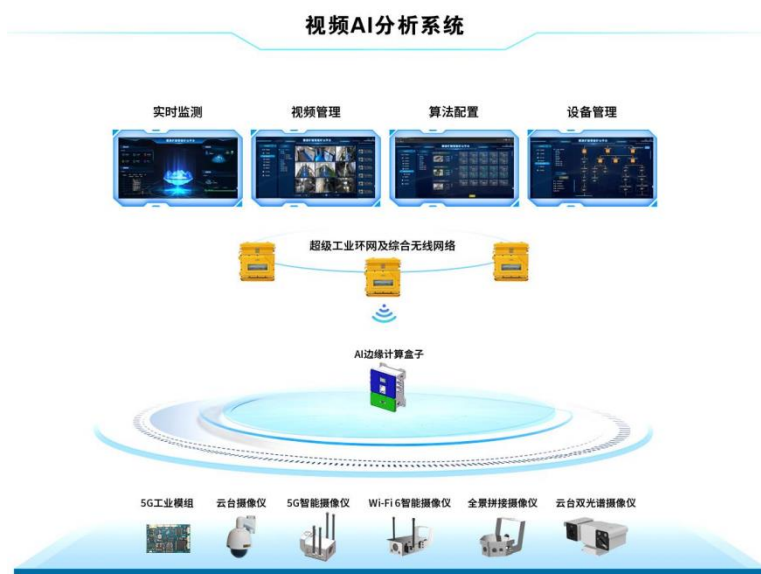 视频AI分析系统
实时监测 视频管理 算法配置 设备管理
超级工业环网及综合无线网络
AI边缘计算盒子
5G工业模组 云台摄像仪 5G智能摄像仪 Wi-Fi 6智能摄像仪 全景拼接摄像仪 云台双光谱摄像仪